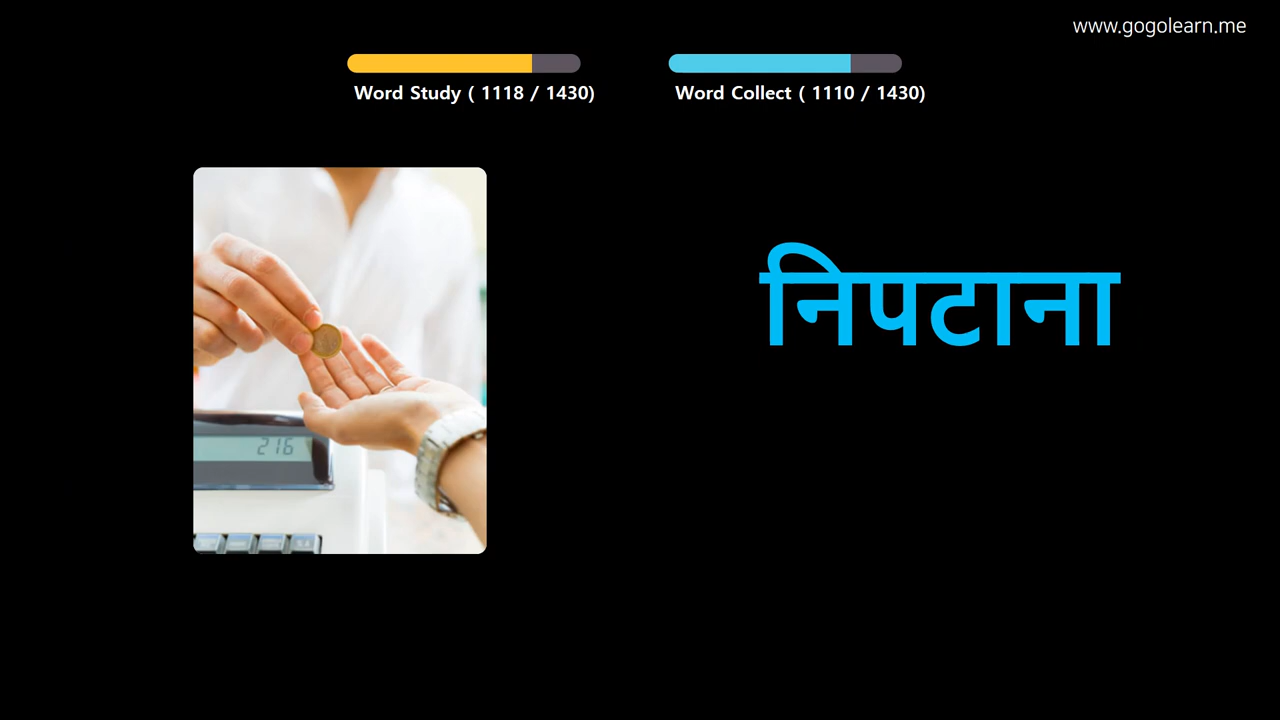 www.gogolearn.me
Word Study ( 1118 / 1430)
Word Collect ( 1110 / 1430)
निपटाना
216